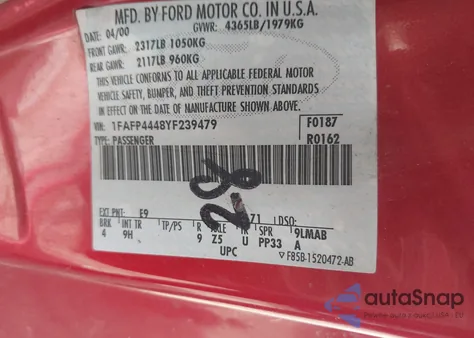 MFD. BY FORD MOTOR CO. IN U.S.A.
DATE: 04/00 GVWR: 4365LB/1979KG
FRONT GAWR: 2317LB 1050KG
REAR GAWR: 2117LB 960KG
THIS VEHICLE CONFORMS TO ALL APPLICABLE FEDERAL MOTOR
VEHICLE SAFETY, BUMPER, AND THEFT PREVENTION STANDARDS
IN EFFECT ON THE DATE OF MANUFACTURE SHOWN ABOVE.
VIN: 1FAFP4448YF239479 F0187
TYPE: PASSENGER R0162
EXT PNT: E9 71 DSO:
BRK INT TR TP/PS R AXLE TR SPR 9LMAB
4 9H 9 Z5 U PP33 A
UPC F85B-1520472-AB
autoSnap